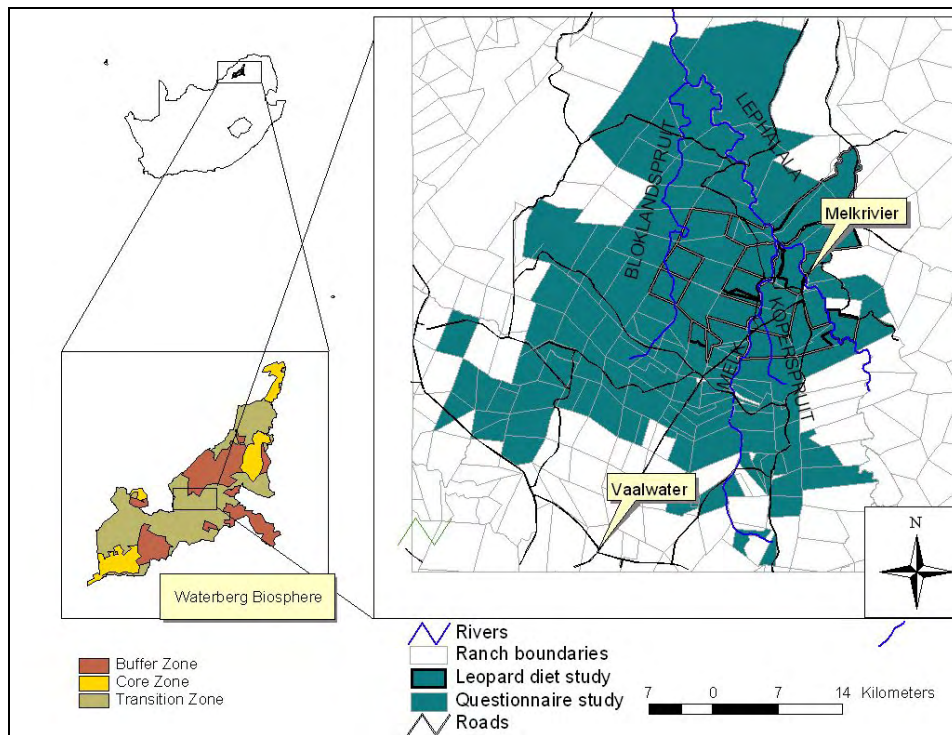 BLOKLANDSPRUIT
LEPHALALA
Melkrivier
MELK
KOPERSPRUIT
Vaalwater
N
Waterberg Biosphere
Buffer Zone
Core Zone
Transition Zone
Rivers
Ranch boundaries
Leopard diet study
Questionnaire study
Roads
7 0 7 14 Kilometers